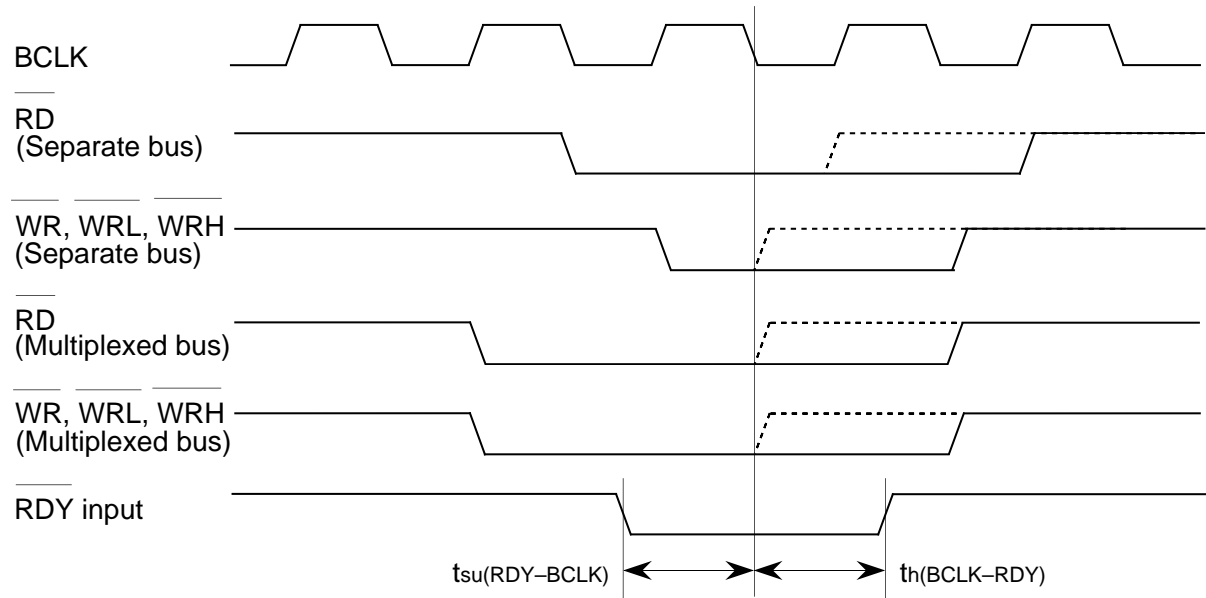 BCLK
RD
(Separate bus)
WR, WRL, WRH
(Separate bus)
RD
(Multiplexed bus)
WR, WRL, WRH
(Multiplexed bus)
RDY input
tsu(RDY–BCLK)
th(BCLK–RDY)